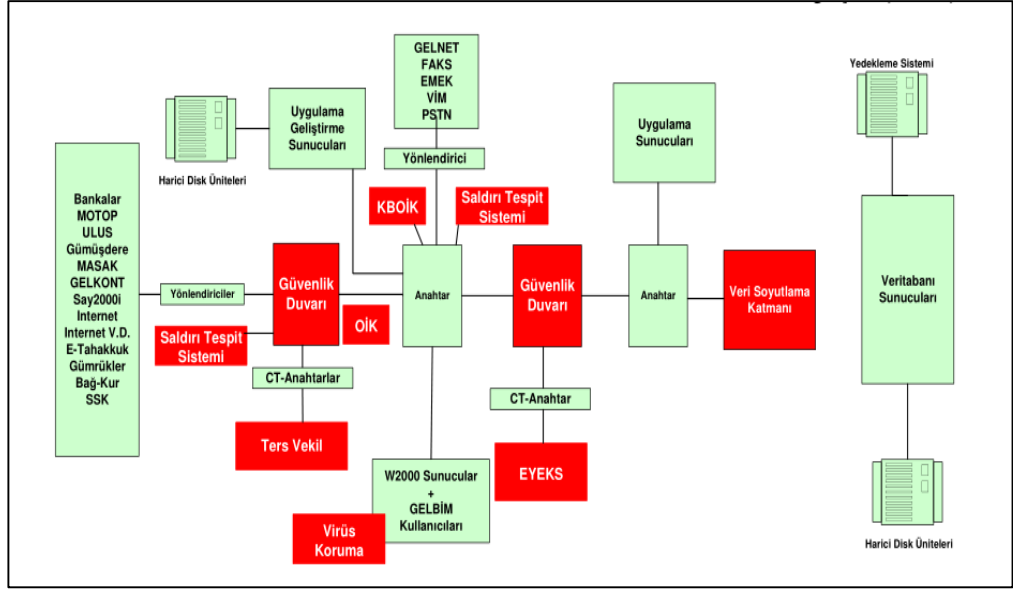 GELNET
FAKS
EMEK
VİM
PSTN
Yedekleme Sistemi
Uygulama
Geliştirme
Sunucuları
Uygulama
Sunucuları
Yönlendirici
Harici Disk Üniteleri
KBOİK
Saldırı Tespit
Sistemi
Bankalar
MOTOP
ULUS
Gümüşdere
MASAK
GELKONT
Say2000i
Internet
Internet V.D.
E-Tahakkuk
Gümrükler
Bağ-Kur
SSK
Yönlendiriciler
Güvenlik
Duvarı
OİK
Anahtar
Güvenlik
Duvarı
Anahtar
Veri Soyutlama
Katmanı
Veritabanı
Sunucuları
Saldırı Tespit
Sistemi
CT-Anahtarlar
CT-Anahtar
Ters Vekil
EYEKS
W2000 Sunucular
+
GELBİM
Kullanıcıları
Virüs
Koruma
Harici Disk Üniteleri